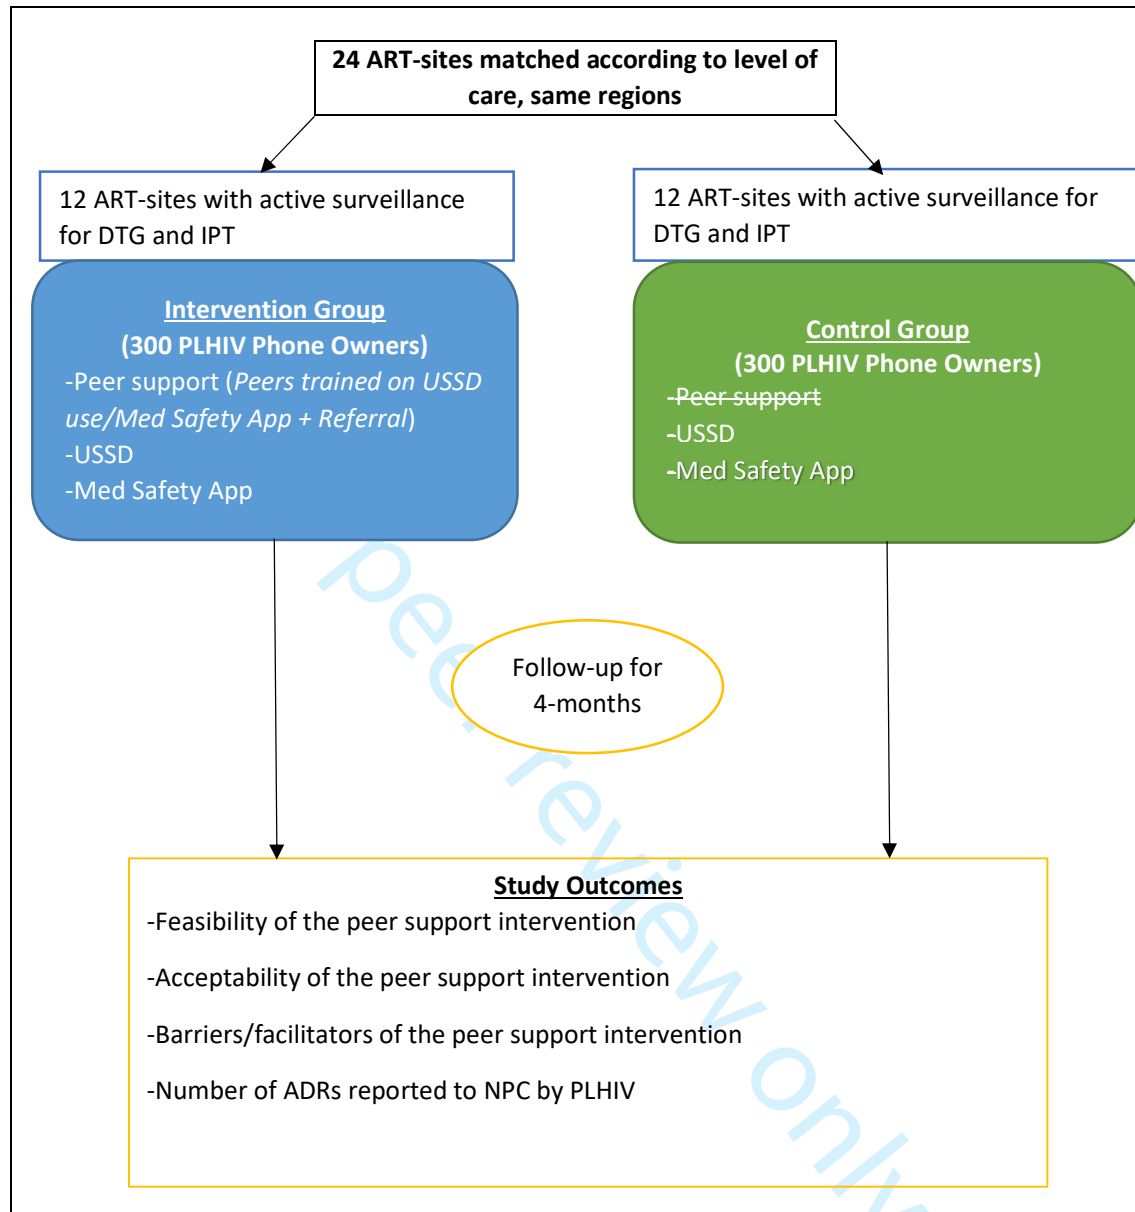 24 ART-sites matched according to level of
care, same regions
12 ART-sites with active surveillance
for DTG and IPT
12 ART-sites with active surveillance for
DTG and IPT
Intervention Group
(300 PLHIV Phone Owners)
-Peer support (Peers trained on USSD
use/Med Safety App + Referral)
-USSD
-Med Safety App
Control Group
(300 PLHIV Phone Owners)
-Peer support
-USSD
-Med Safety App
Follow-up for
4-months
Study Outcomes
-Feasibility of the peer support intervention
-Acceptability of the peer support intervention
-Barriers/facilitators of the peer support intervention
-Number of ADRs reported to NPC by PLHIV
peer review only